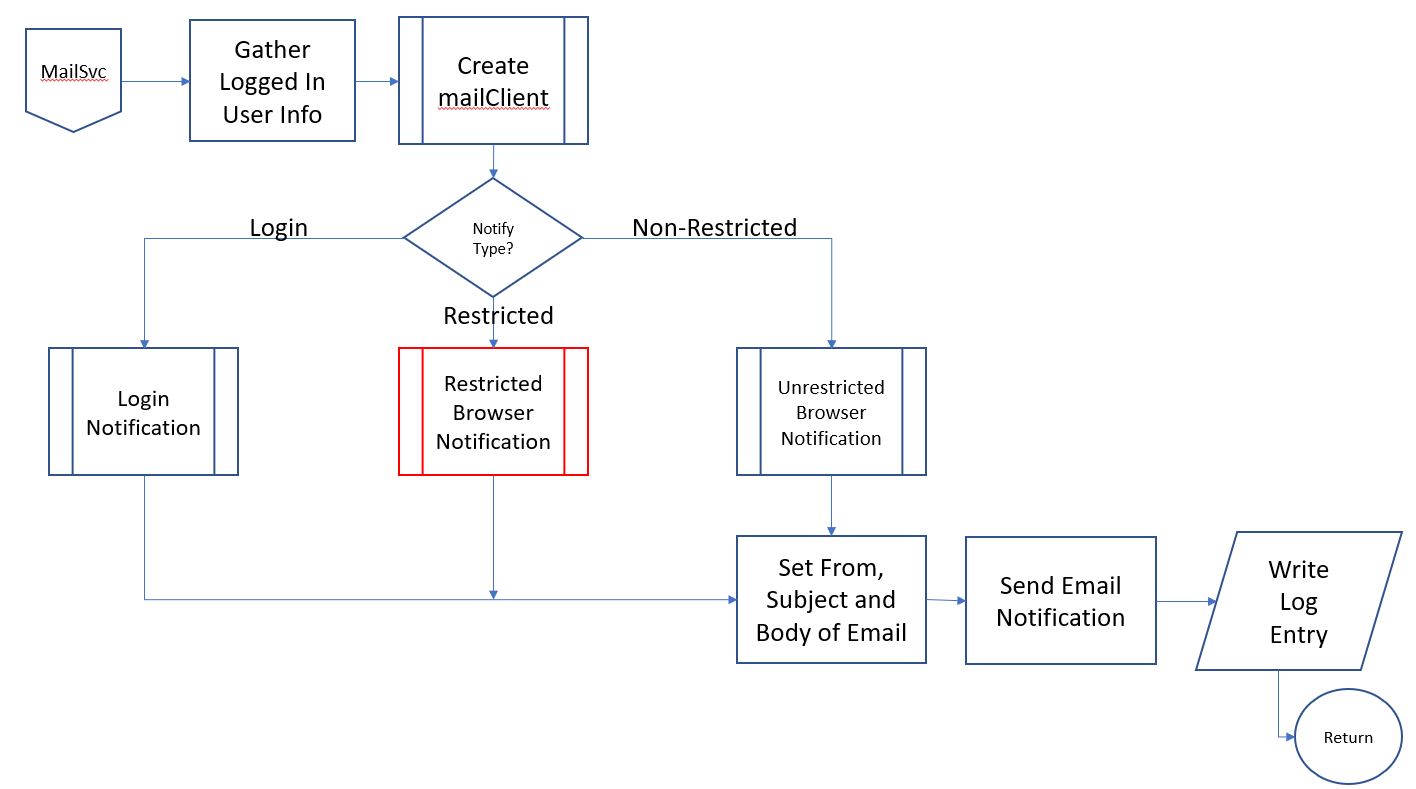 MailSvc
Gather
Logged In
User Info
Create
mailClient
Notify
Type?
Login
Non-Restricted
Restricted
Login
Notification
Restricted
Browser
Notification
Unrestricted
Browser
Notification
Set From,
Subject and
Body of Email
Send Email
Notification
Write
Log
Entry
Return